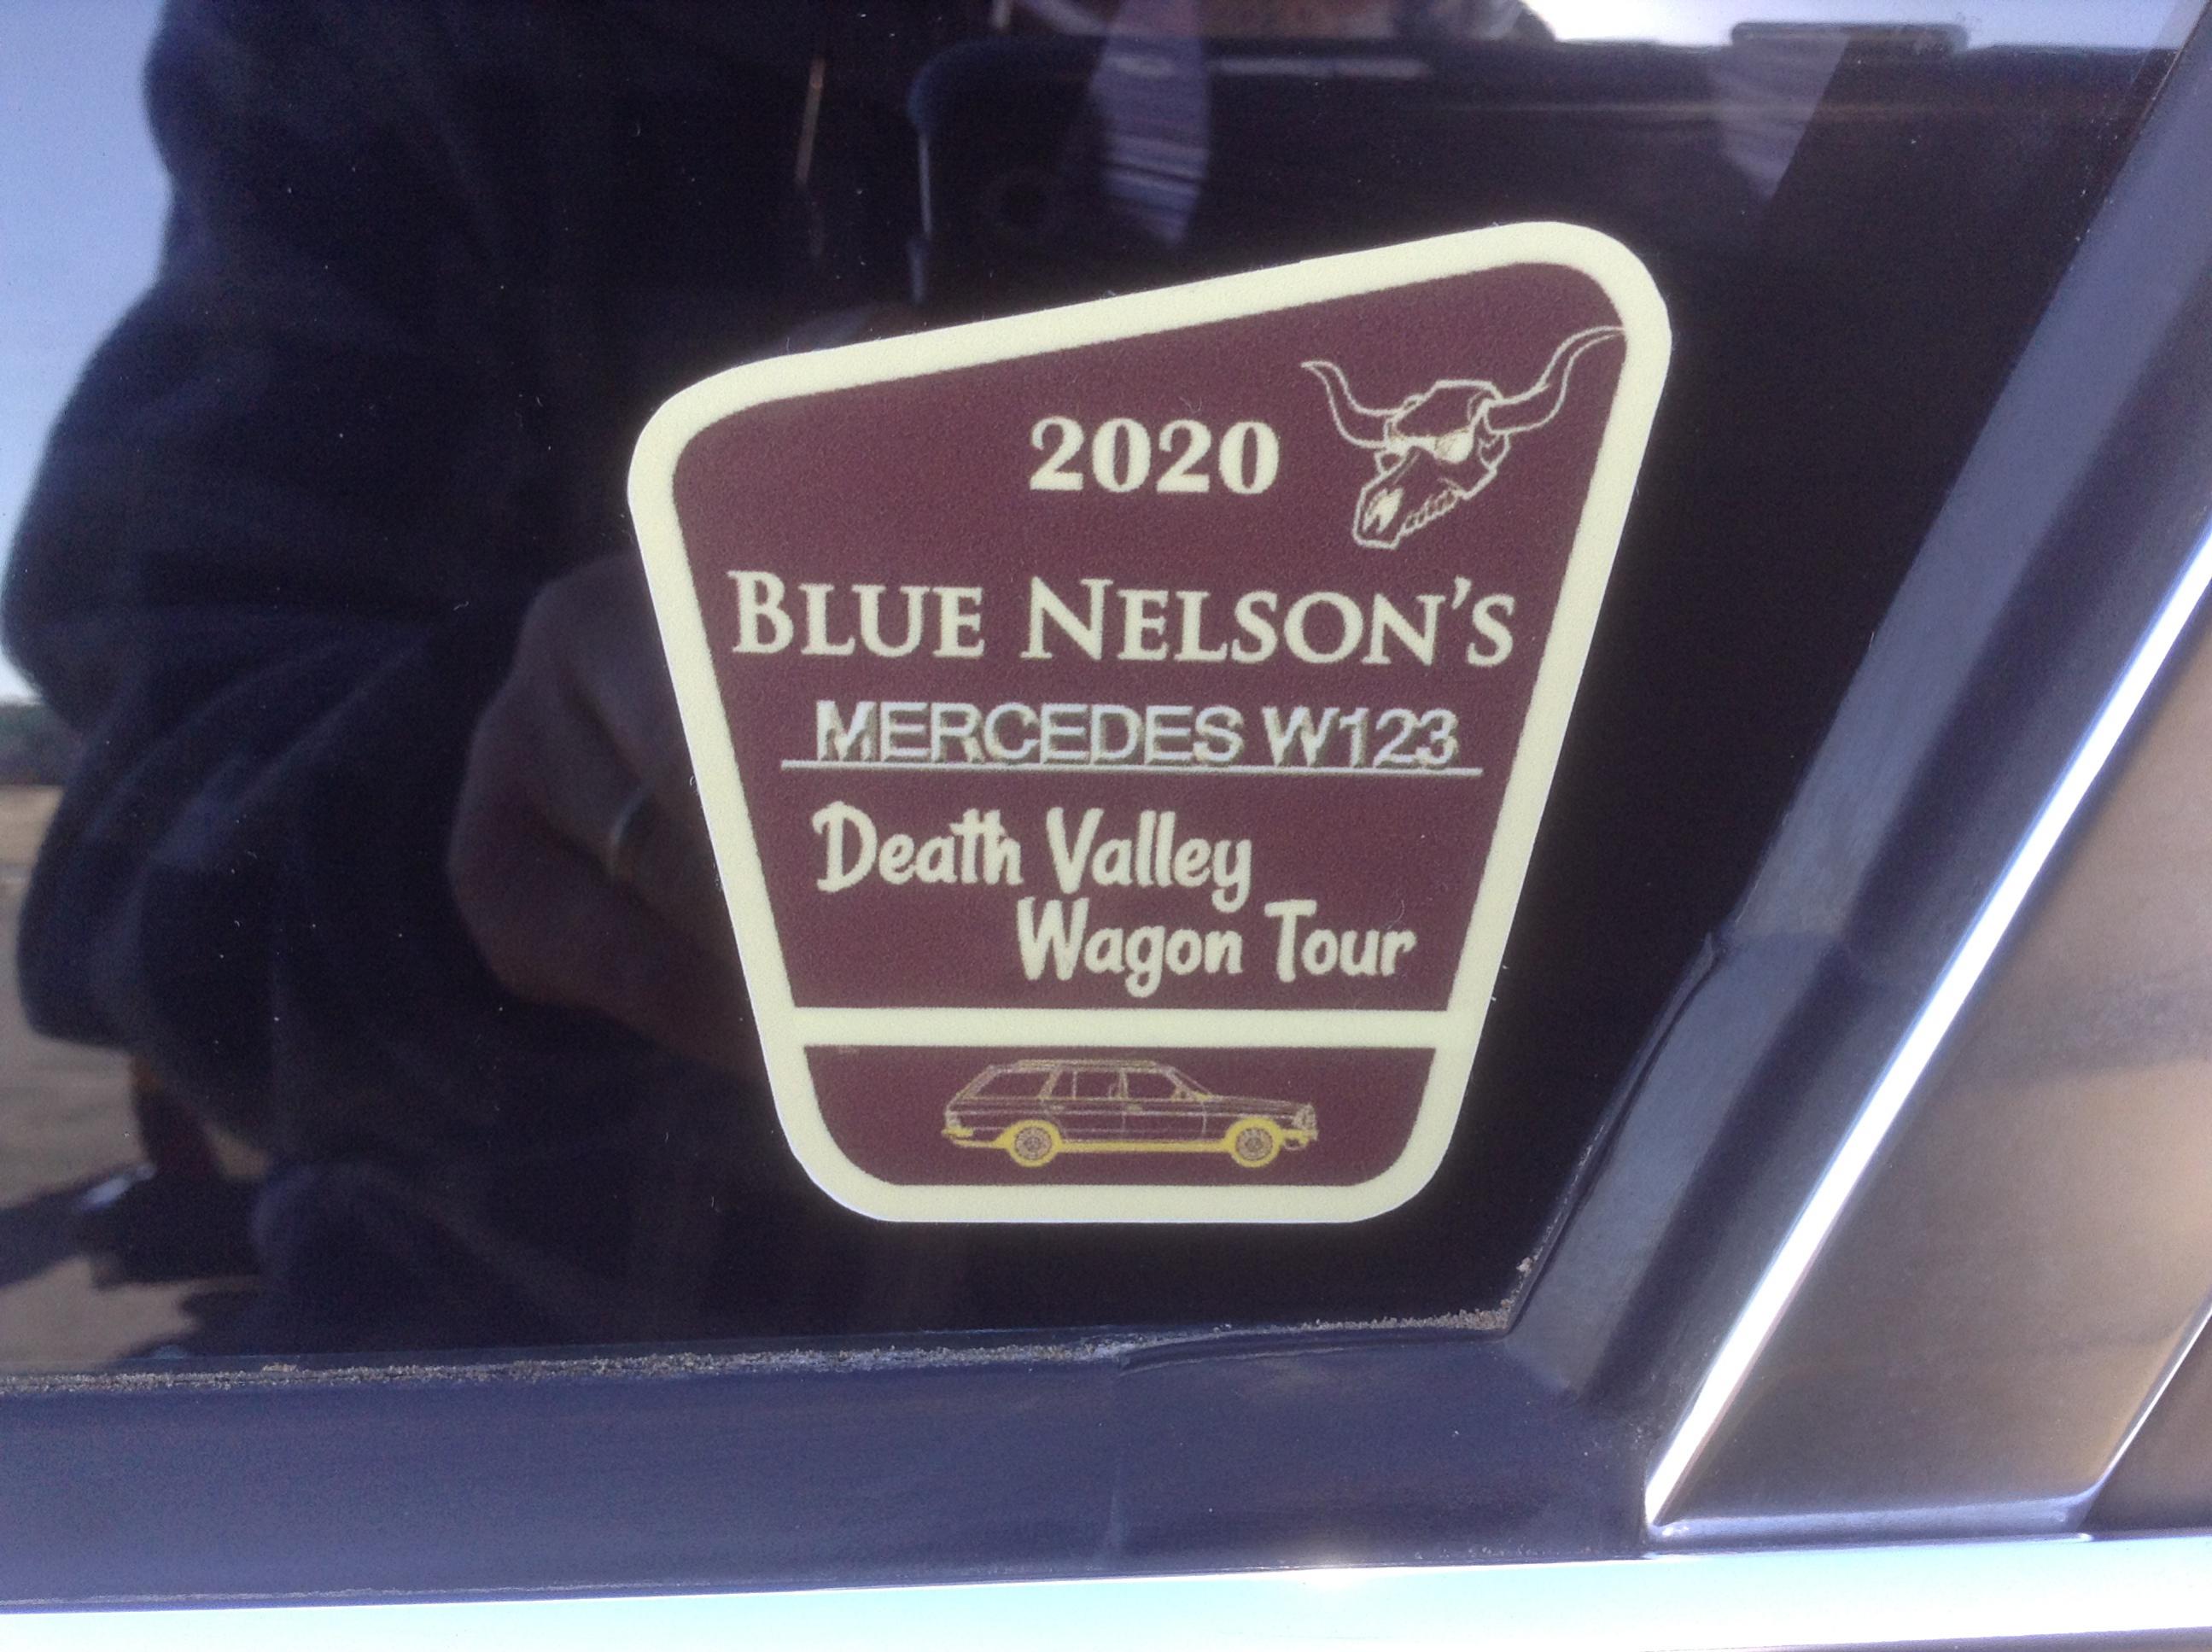 2020
BLUE NELSON'S
MERCEDES W123
Death Valley
Wagon Tour